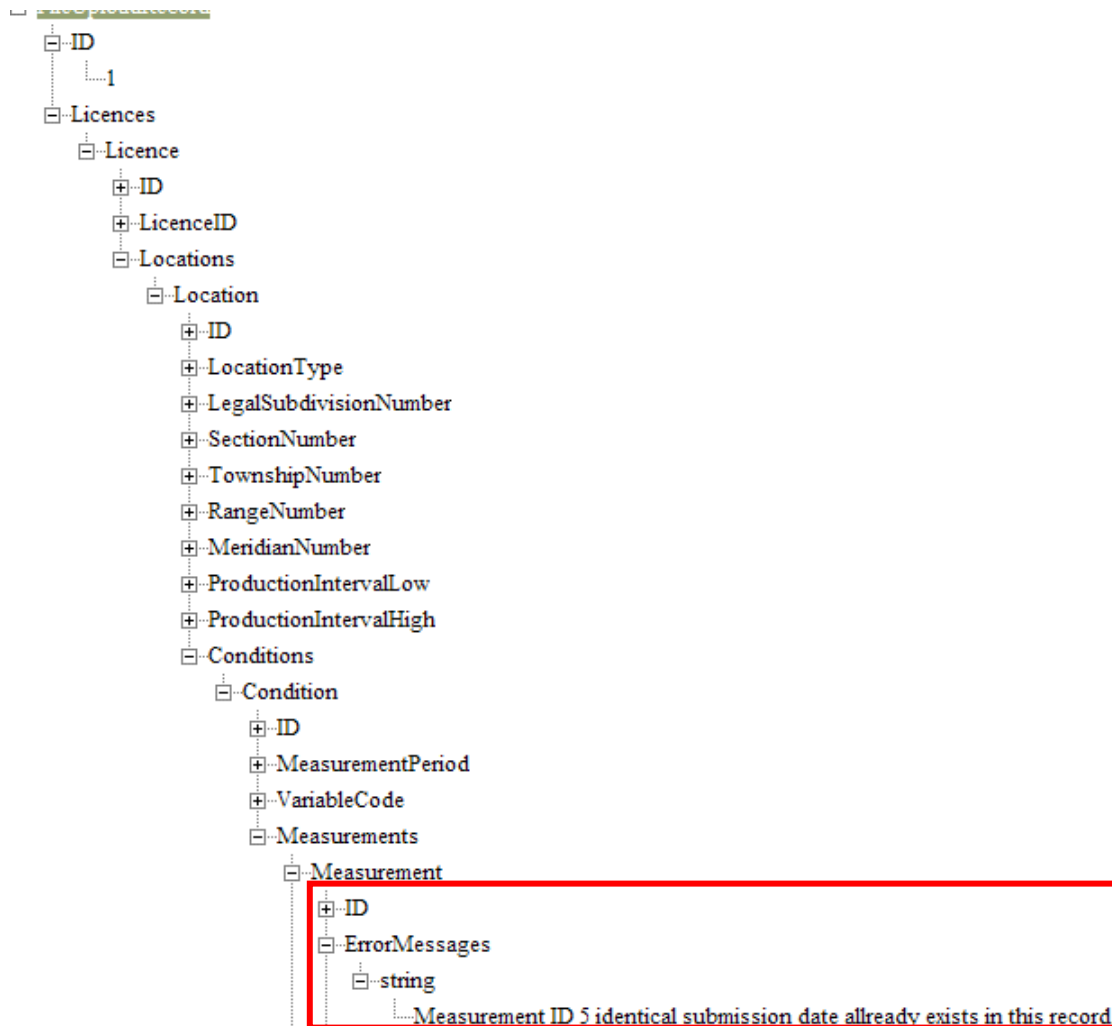 ID
1
Licences
Licence
ID
LicenceID
Locations
Location
ID
LocationType
LegalSubdivisionNumber
SectionNumber
TownshipNumber
RangeNumber
MeridianNumber
ProductionIntervalLow
ProductionIntervalHigh
Conditions
Condition
ID
MeasurementPeriod
VariableCode
Measurements
Measurement
ID
ErrorMessages
string
Measurement ID 5 identical submission date allready exists in this record